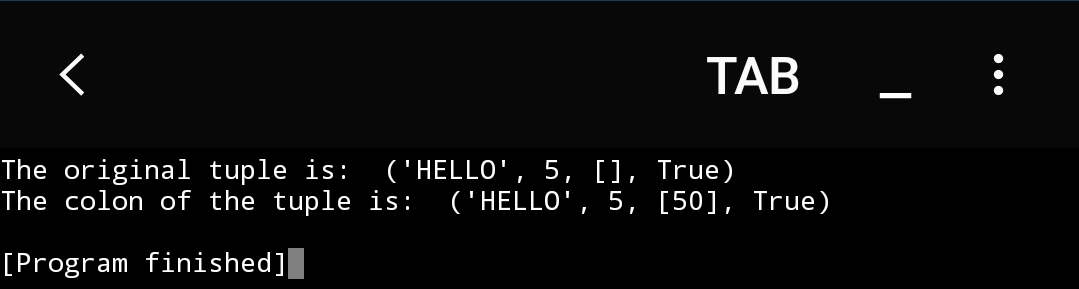 TAB _
The original tuple is:  ('HELLO', 5, [], True)
The colon of the tuple is:  ('HELLO', 5, [50], True)
[Program finished]